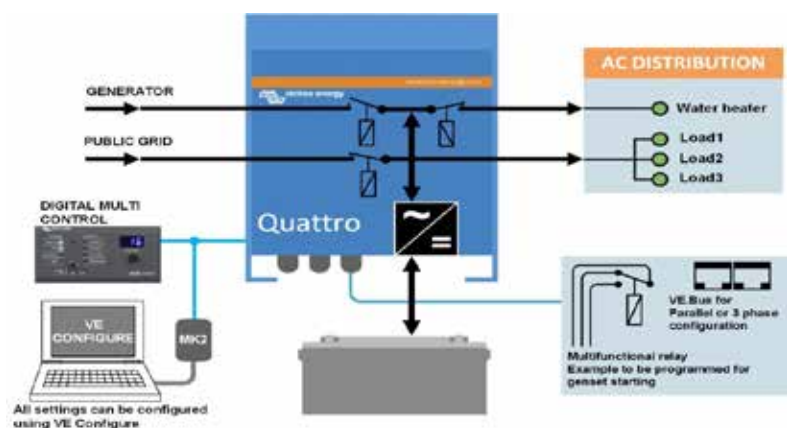 GENERATOR
PUBLIC GRID
victron energy
Quattro
AC DISTRIBUTION
Water heater
Load1
Load2
Load3
DIGITAL MULTI
CONTROL
VE
CONFIGURE
MK2
All settings can be configured
using VE Configure
VE.Bus for
Parallel or 3 phase
configuration
Multifunctional relay
Example to be programmed for
genset starting